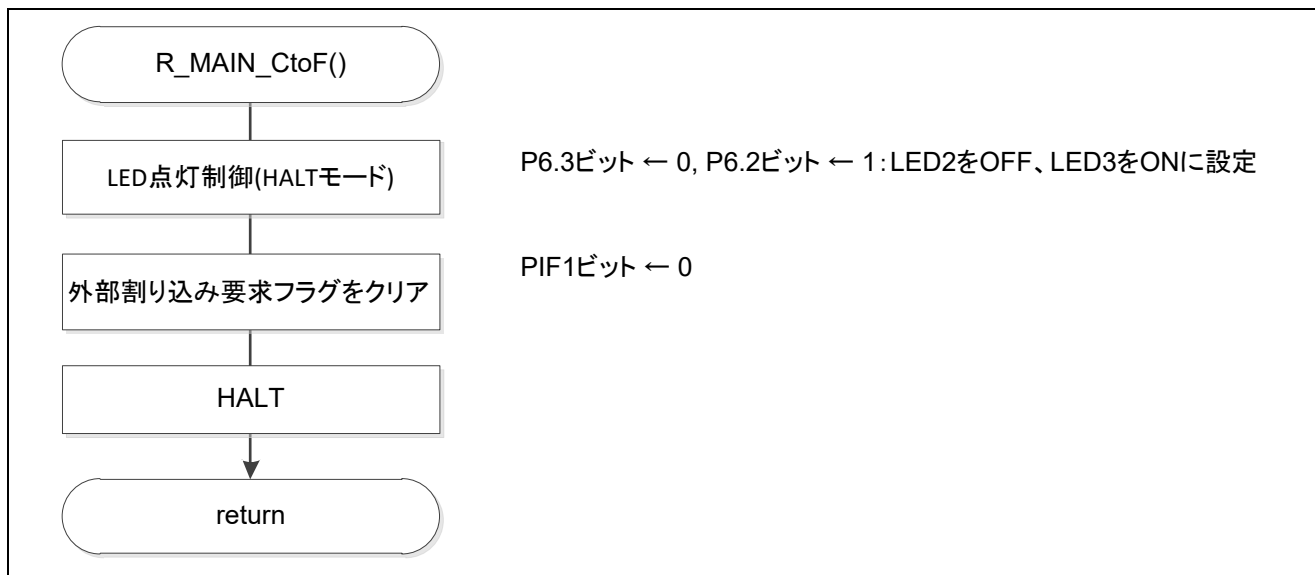 R_MAIN_CtoF()
LED点灯制御(HALTモード)
P6.3ビット ← 0, P6.2ビット ← 1：LED2をOFF、LED3をONに設定
外部割り込み要求フラグをクリア
PIF1ビット ← 0
HALT
return